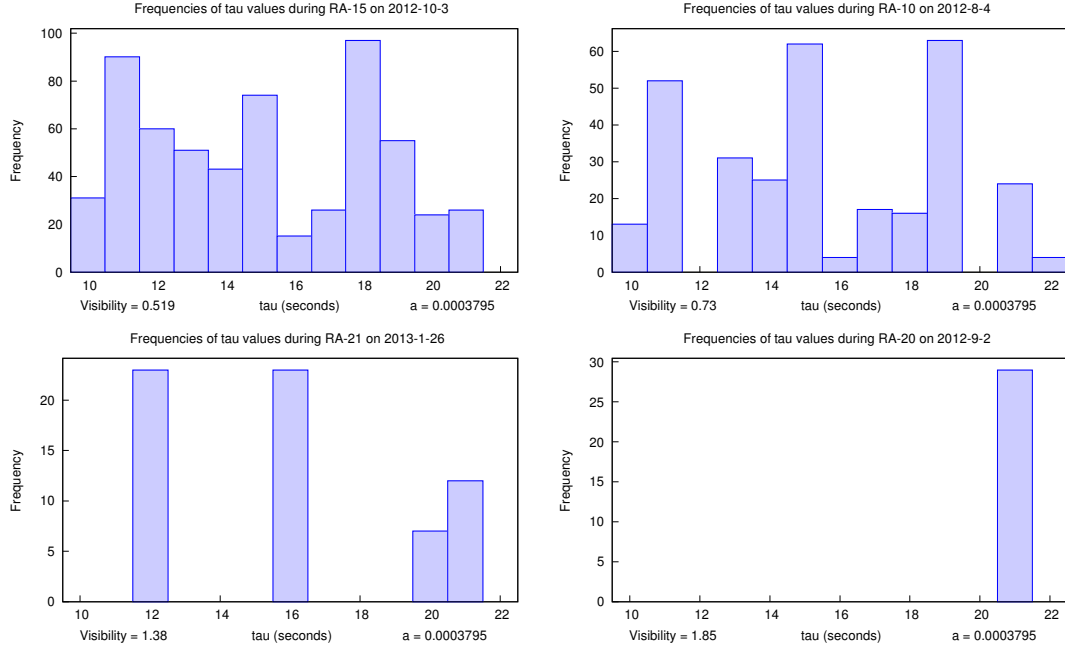 Frequencies of tau values during RA-15 on 2012-10-3
100
80
60
40
20
0
Frequency
10 12 14 16 18 20 22
Visibility = 0.519 tau (seconds) a = 0.0003795
Frequencies of tau values during RA-10 on 2012-8-4
60
50
40
30
20
10
0
Frequency
10 12 14 16 18 20 22
Visibility = 0.73 tau (seconds) a = 0.0003795
Frequencies of tau values during RA-21 on 2013-1-26
20
15
10
5
0
Frequency
10 12 14 16 18 20 22
Visibility = 1.38 tau (seconds) a = 0.0003795
Frequencies of tau values during RA-20 on 2012-9-2
30
25
20
15
10
5
0
Frequency
10 12 14 16 18 20 22
Visibility = 1.85 tau (seconds) a = 0.0003795